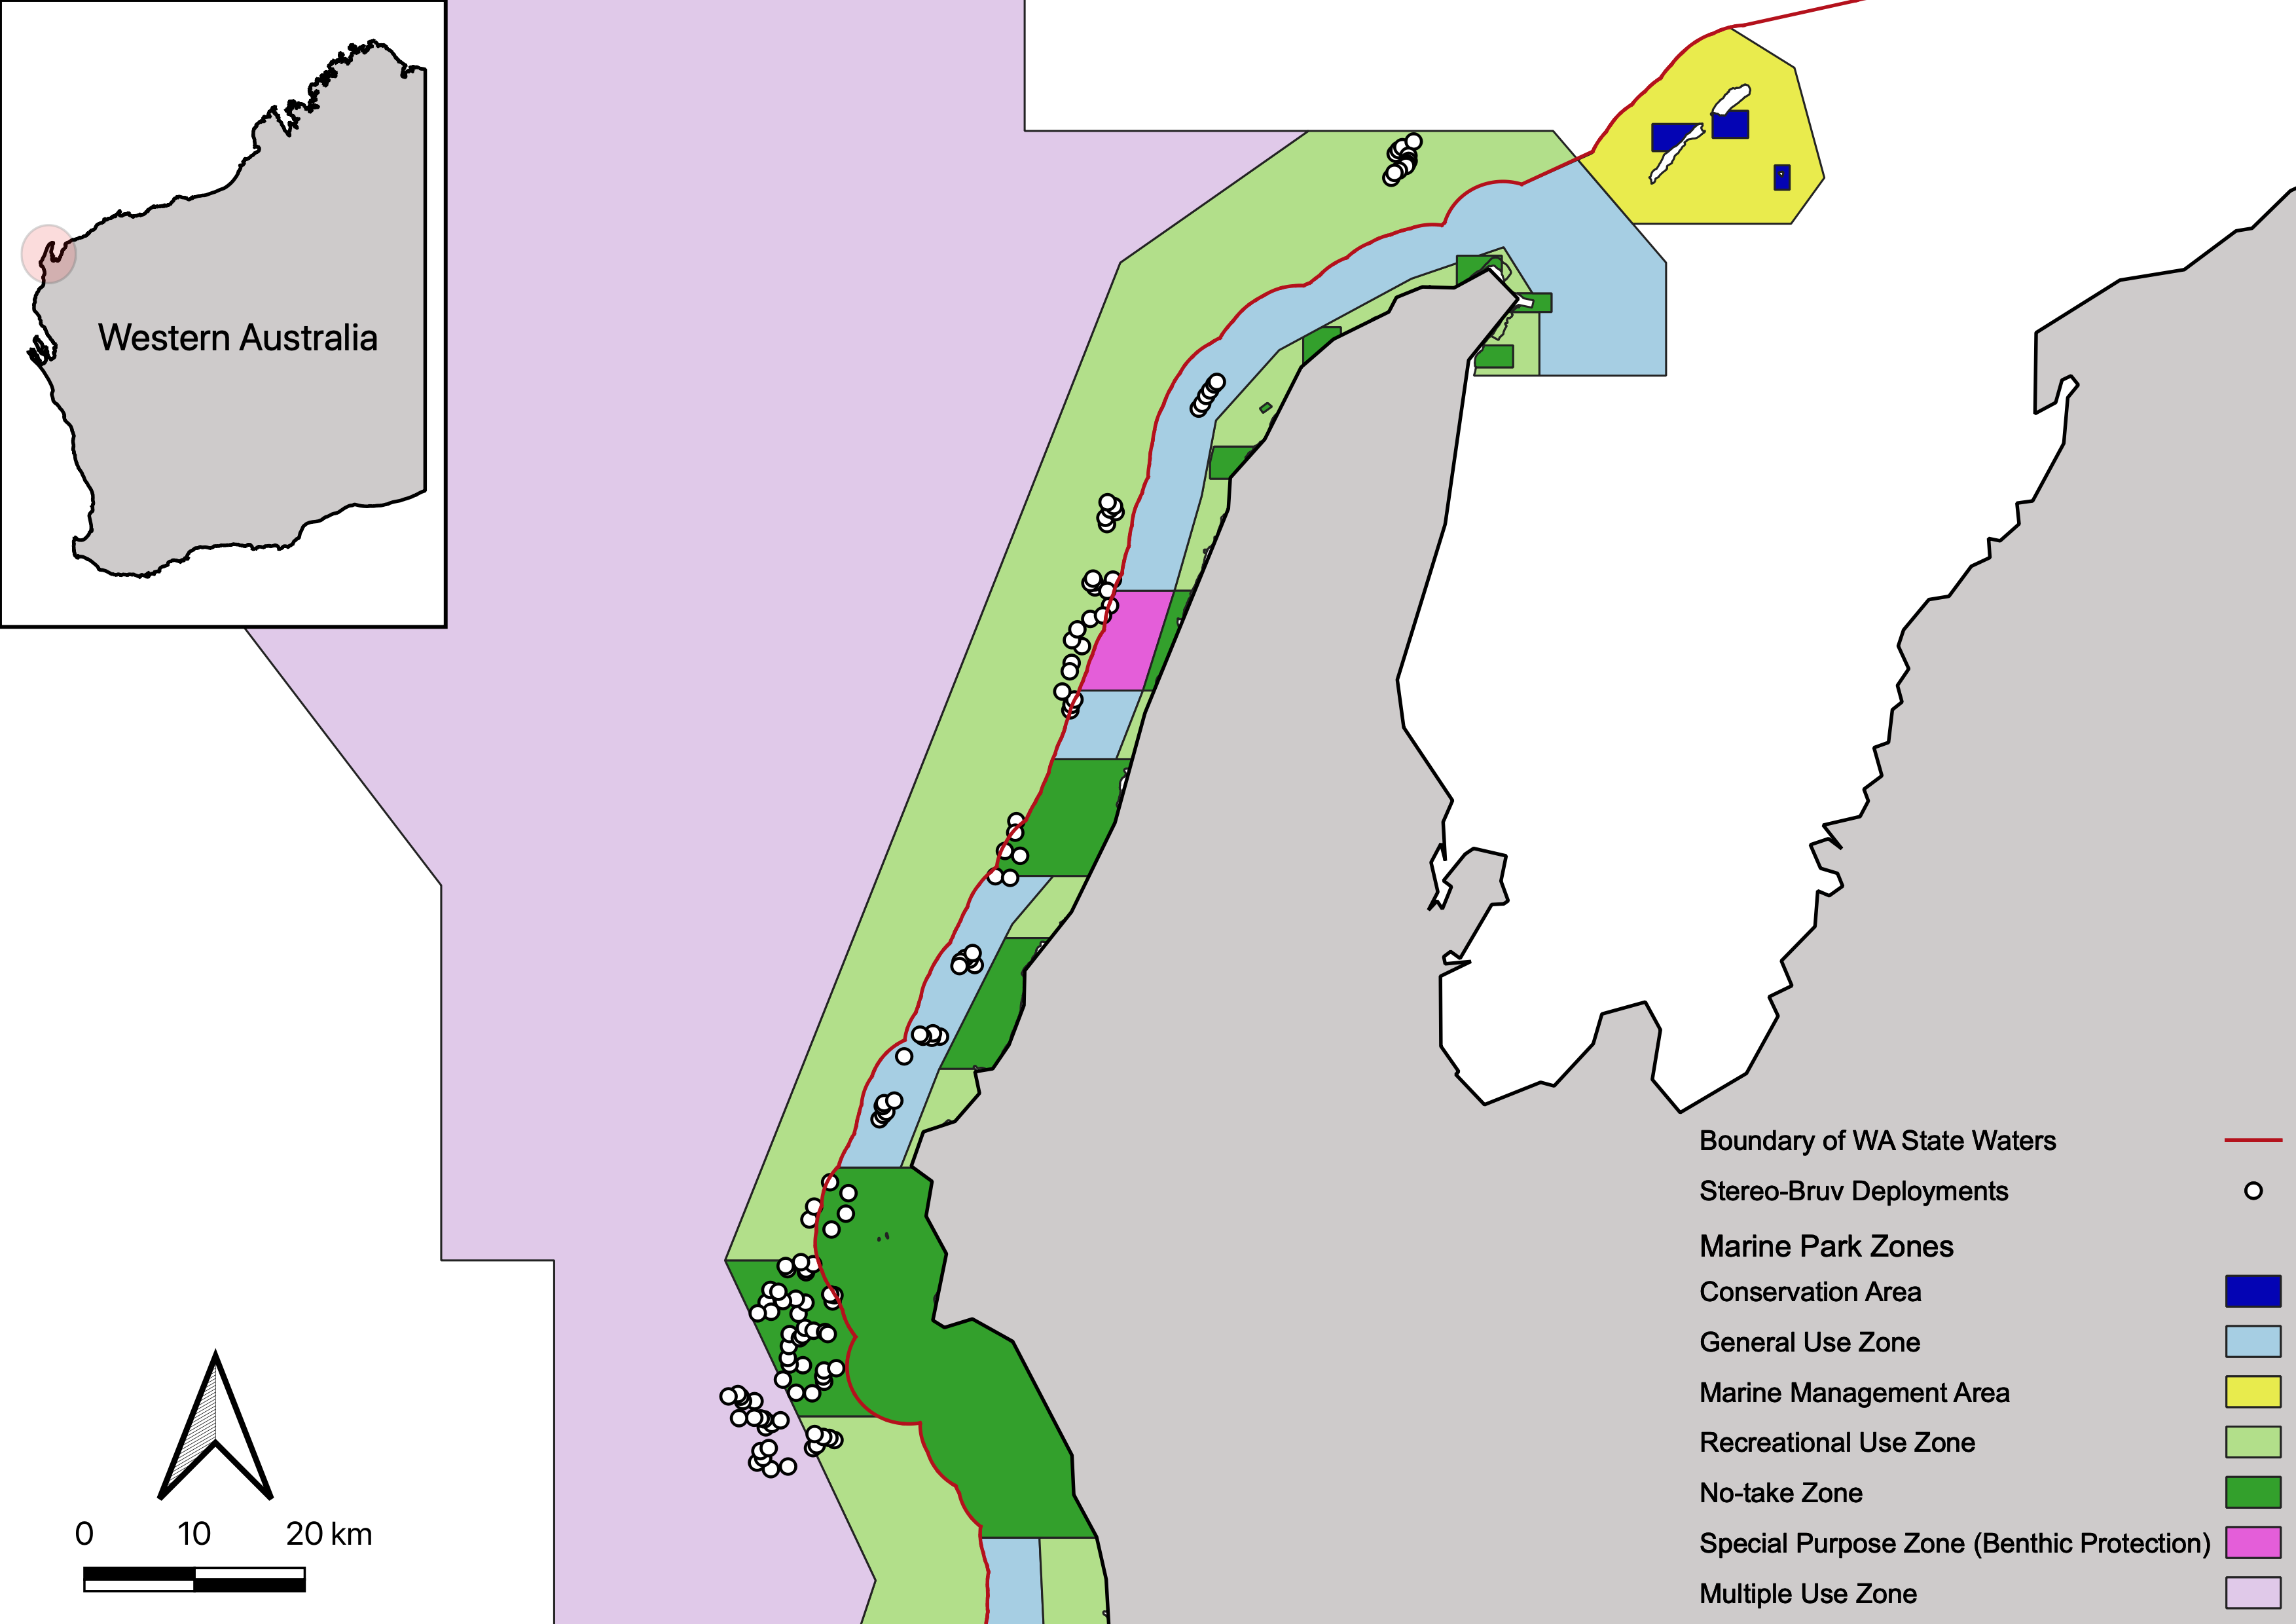 Western Australia
Boundary of WA State Waters
Stereo-Bruv Deployments
Marine Park Zones
Conservation Area
General Use Zone
Marine Management Area
Recreational Use Zone
No-take Zone
Special Purpose Zone (Benthic Protection)
Multiple Use Zone
0 10 20 km